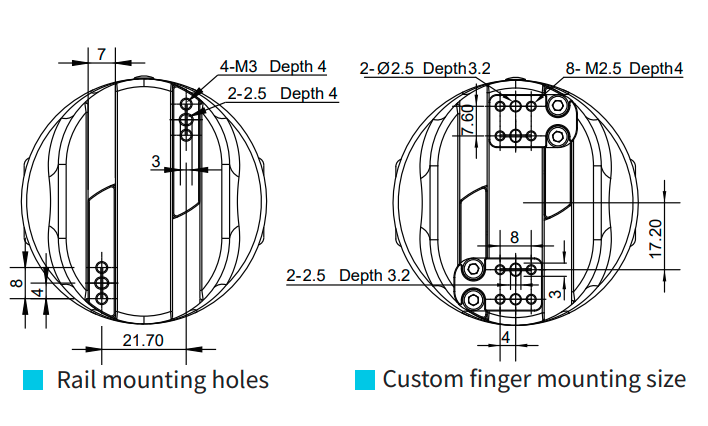 7
4-M3 Depth 4
2-2.5 Depth 4
3
8
4
21.70
Rail mounting holes
2-Ø2.5 Depth3.2
8- M2.5 Depth4
7.60
8
17.20
2-2.5 Depth 3.2
3
4
Custom finger mounting size